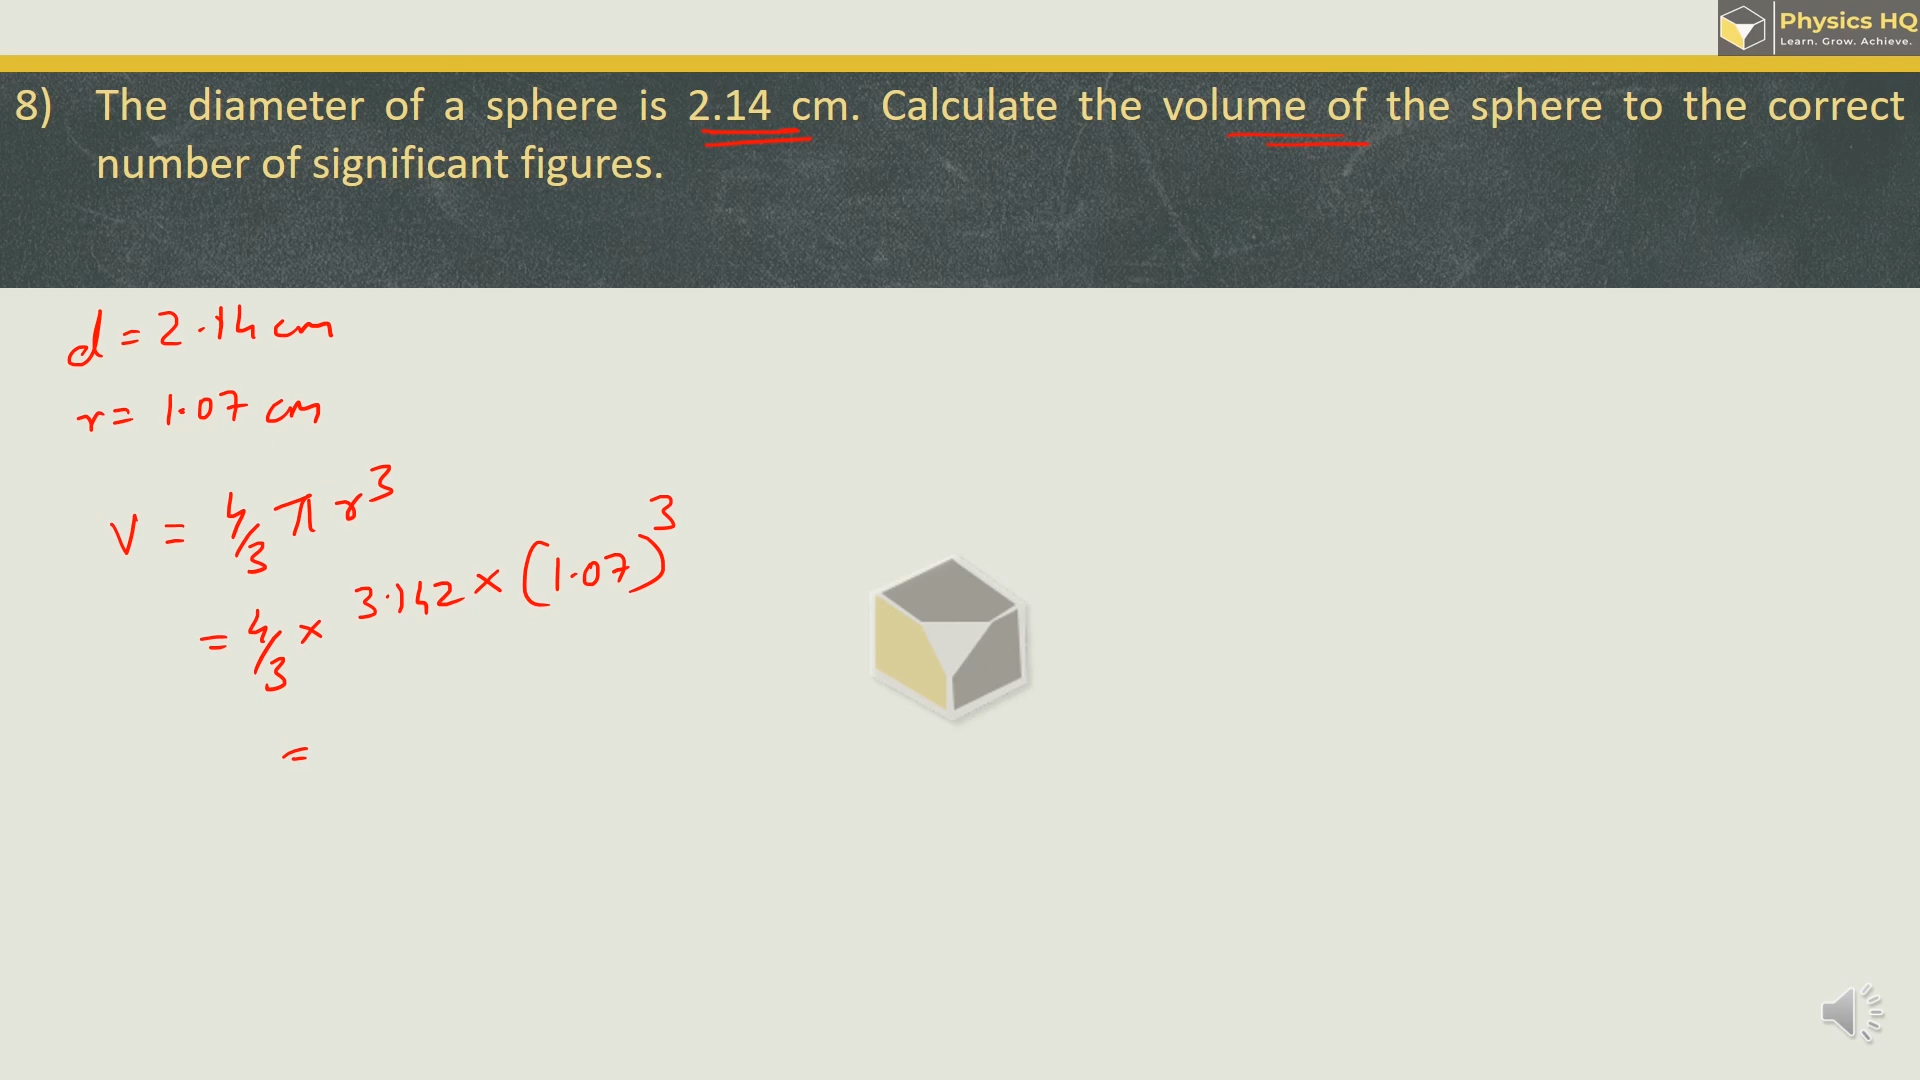 Physics HQ
Learn. Grow. Achieve.
8) The diameter of a sphere is 2.14 cm. Calculate the volume of the sphere to the correct
number of significant figures.
d = 2.14 cm
r = 1.07 cm
V = 4/3 π r³
= 4/3 × 3.142 × (1.07)³
=